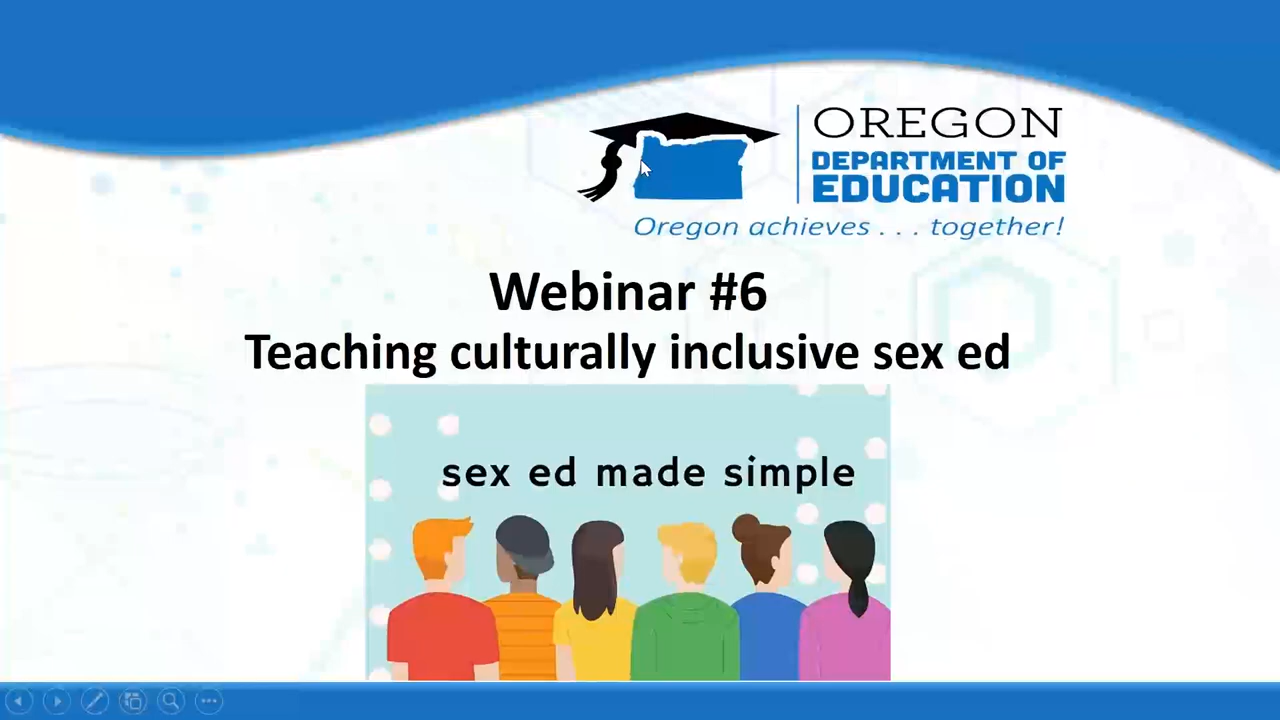 OREGON
DEPARTMENT OF
EDUCATION
Oregon achieves . . . together!
Webinar #6
Teaching culturally inclusive sex ed
sex ed made simple